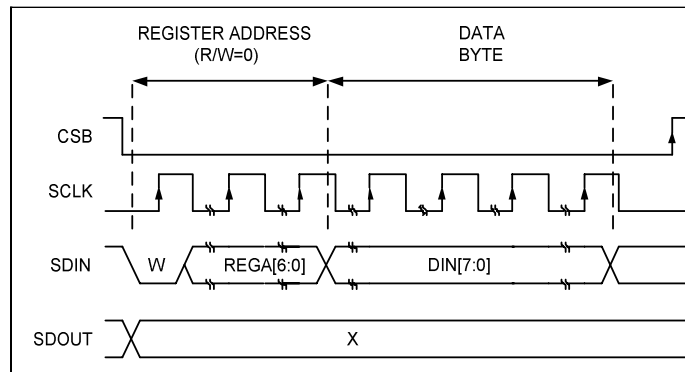 REGISTER ADDRESS
(R/W=0)
DATA
BYTE
CSB
SCLK
SDIN
W
REGA[6:0]
DIN[7:0]
SDOUT
X